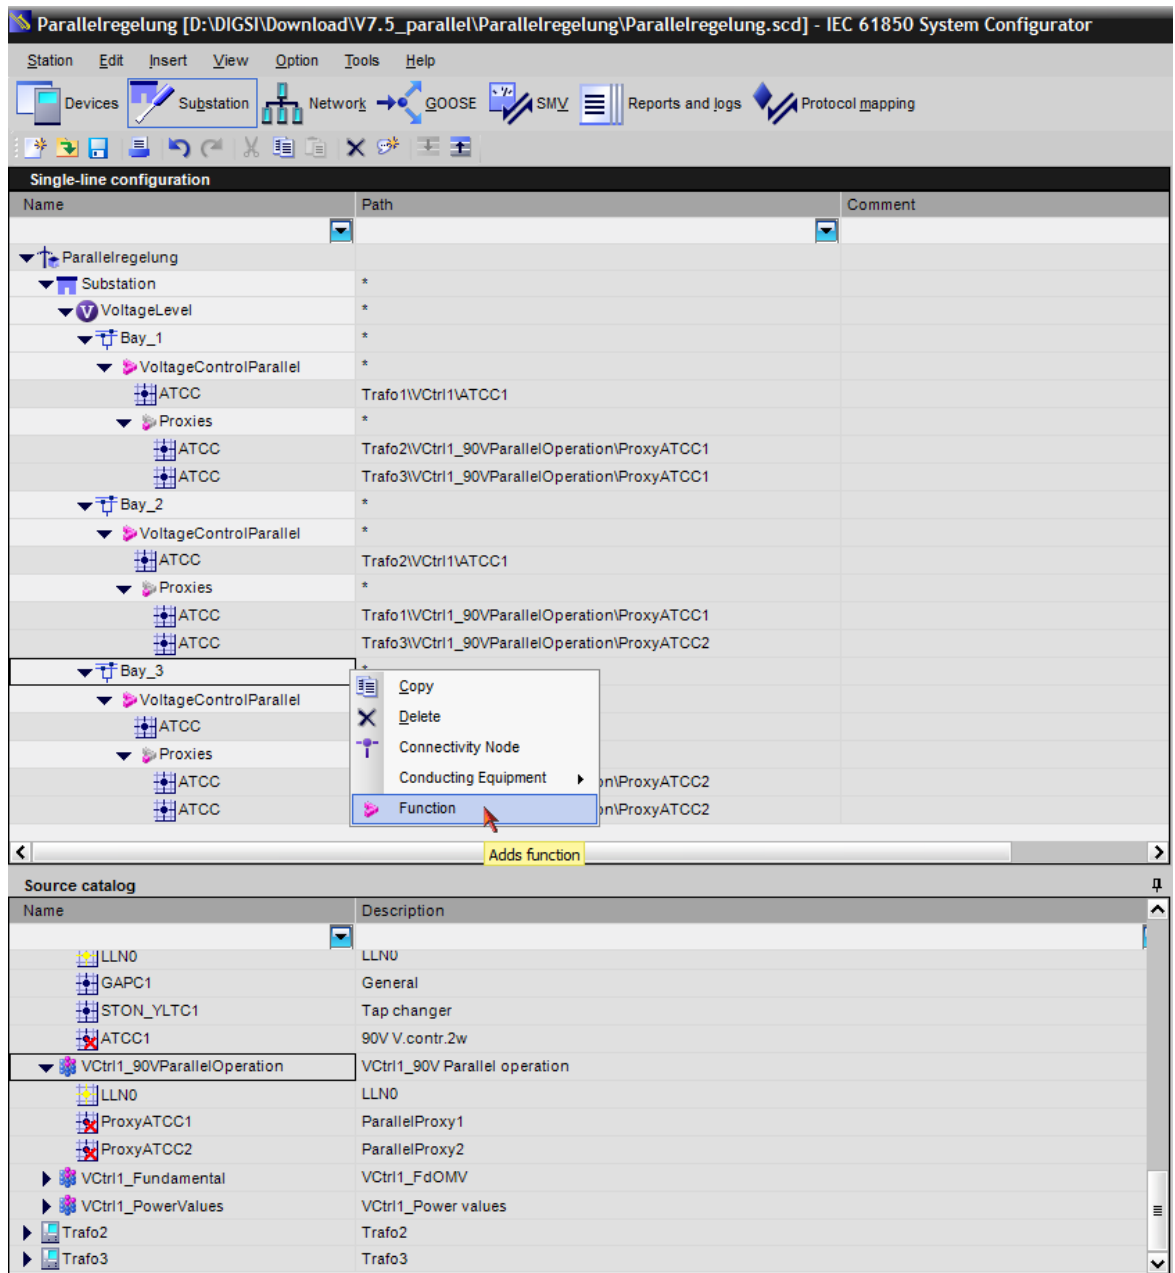 Parallelregelung [D:\DIGSI\Download\V7.5_parallel\Parallelregelung\Parallelregelung.scd] - IEC 61850 System Configurator
Station Edit Insert View Option Tools Help
Devices Substation Network GOOSE SMV Reports and logs Protocol mapping
Single-line configuration
Name Path Comment
Parallelregelung
Substation *
VoltageLevel *
Bay_1 *
VoltageControlParallel *
ATCC Trafo1\VCtrl1\ATCC1
Proxies *
ATCC Trafo2\VCtrl1_90VParallelOperation\ProxyATCC1
ATCC Trafo3\VCtrl1_90VParallelOperation\ProxyATCC1
Bay_2 *
VoltageControlParallel *
ATCC Trafo2\VCtrl1\ATCC1
Proxies *
ATCC Trafo1\VCtrl1_90VParallelOperation\ProxyATCC1
ATCC Trafo3\VCtrl1_90VParallelOperation\ProxyATCC2
Bay_3 *
Copy
VoltageControlParallel
Delete
ATCC
Connectivity Node
Proxies
Conducting Equipment
ATCC on\ProxyATCC2
Function
ATCC on\ProxyATCC2
Adds function
Source catalog
Name Description
LLN0 LLN0
GAPC1 General
STON_YLTC1 Tap changer
ATCC1 90V V.contr.2w
VCtrl1_90VParallelOperation VCtrl1_90V Parallel operation
LLN0 LLN0
ProxyATCC1 ParallelProxy1
ProxyATCC2 ParallelProxy2
VCtrl1_Fundamental VCtrl1_FdOMV
VCtrl1_PowerValues VCtrl1_Power values
Trafo2 Trafo2
Trafo3 Trafo3